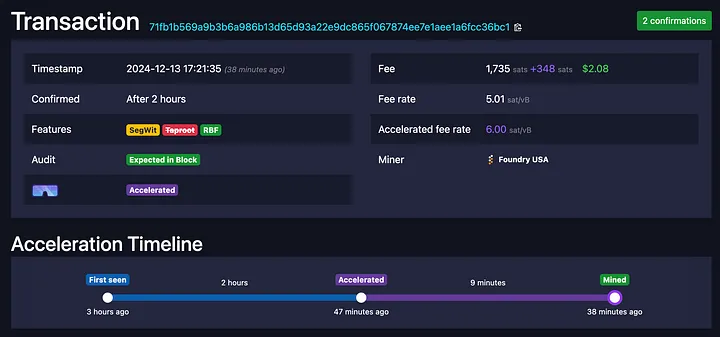 Transaction 71fb1b569a9b3b6a986b13d65d93a22e9dc865f067874ee7e1aee1a6fcc36bc1 2 confirmations
Timestamp 2024-12-13 17:21:35 (38 minutes ago)
Confirmed After 2 hours
Features SegWit Taproot RBF
Audit Expected in Block
Accelerated
Fee 1,735 sats +348 sats $2.08
Fee rate 5.01 sat/vB
Accelerated fee rate 6.00 sat/vB
Miner Foundry USA
Acceleration Timeline
First seen 2 hours Accelerated 9 minutes Mined
3 hours ago 47 minutes ago 38 minutes ago